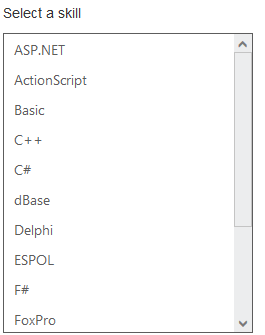 Select a skill
ASP.NET
ActionScript
Basic
C++
C#
dBase
Delphi
ESPOL
F#
FoxPro